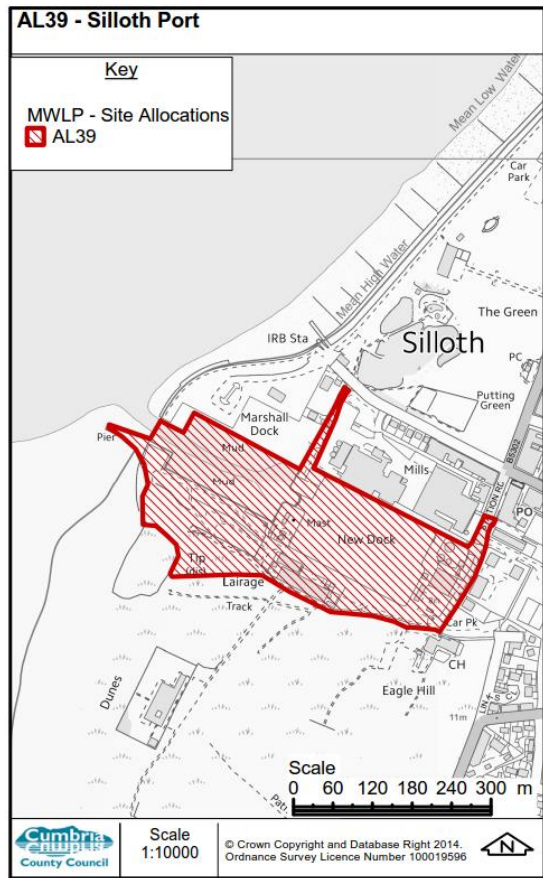 AL39 - Silloth Port
Key
MWLP - Site Allocations
AL39
Mean Low Water
Car
Park
Mean High Water
The Green
IRB Sta
Silloth
PC
Putting
Green
Marshall
Dock
B5302
Pier
Mud
Mills
Mud
STATION RD
PO
Mast
New Dock
Tip
(dis)
Lairage
Track
Car Pk
CH
Eagle Hill
Dunes
11m
Scale
0 60 120 180 240 300 m
Cumbria
County Council
Scale
1:10000
© Crown Copyright and Database Right 2014.
Ordnance Survey Licence Number 100019596
N